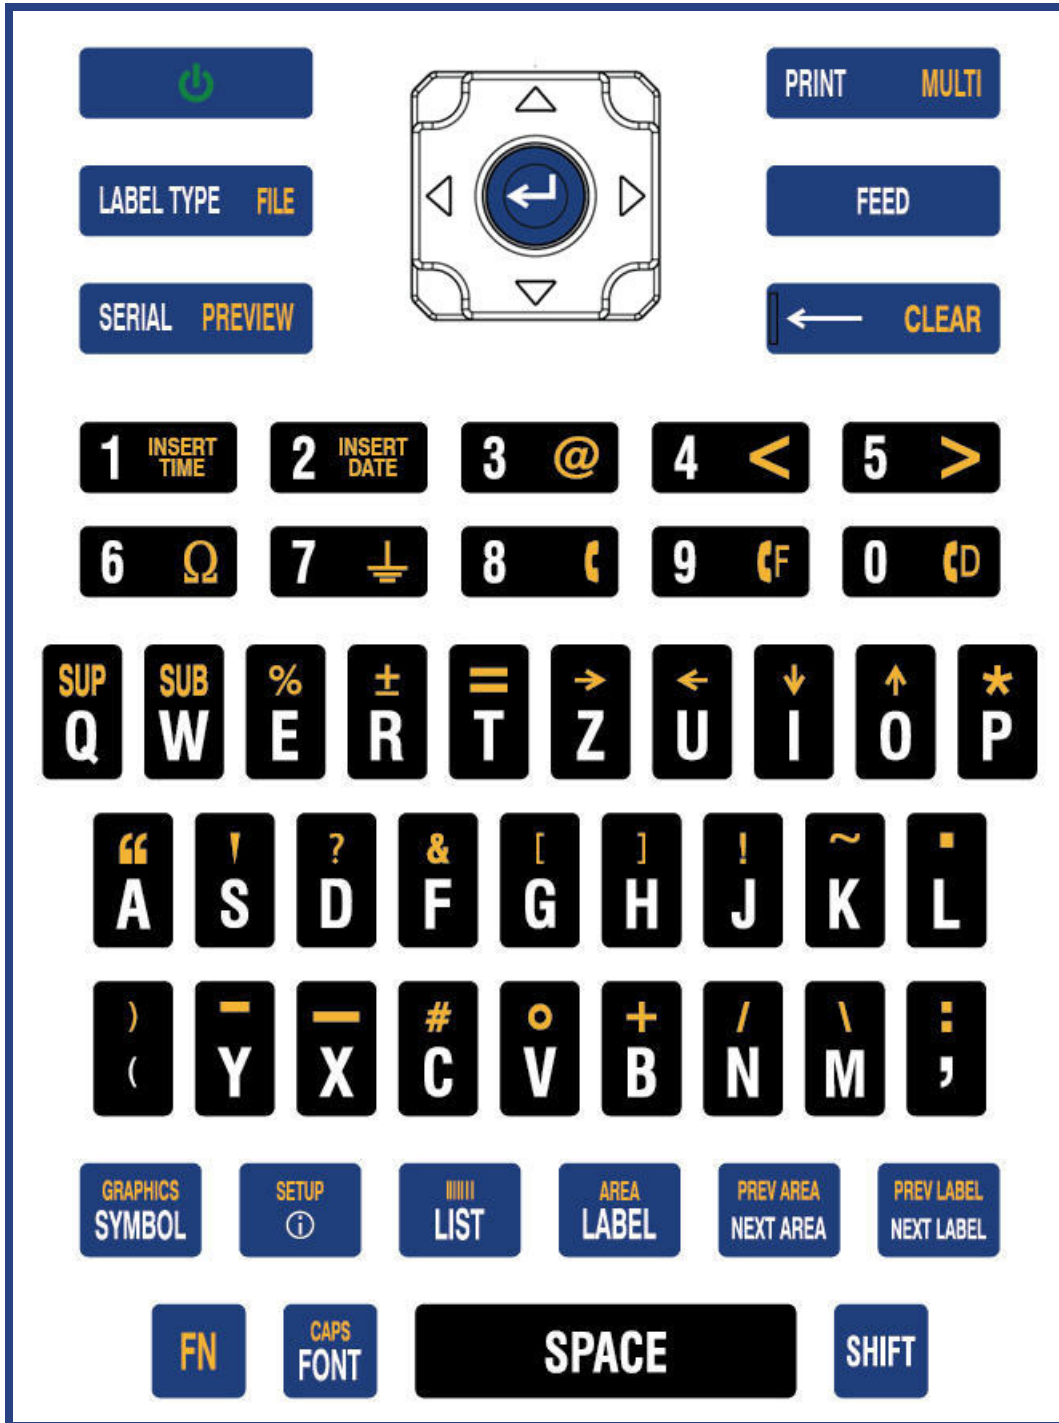 PRINT MULTI
LABEL TYPE FILE
FEED
SERIAL PREVIEW
← CLEAR
1 INSERT TIME 2 INSERT DATE 3 @ 4 < 5 >
6 Ω 7 ⏚ 8 9 F 0 D
SUP SUB % ± = → ← ↓ ↑ *
Q W E R T Z U I O P
“ ' ? & [ ] ! ~ .
A S D F G H J K L
) - — # ° + / \ :
( Y X C V B N M ,
GRAPHICS SETUP AREA PREV AREA PREV LABEL
SYMBOL ⓘ LIST LABEL NEXT AREA NEXT LABEL
FN CAPS FONT SPACE SHIFT